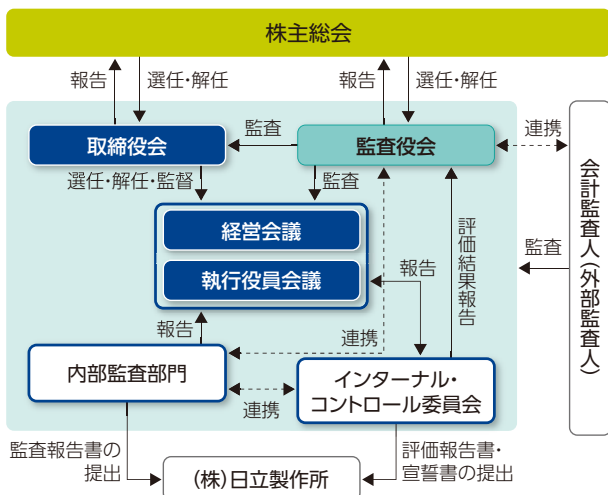 株主総会
報告
選任・解任
報告
選任・解任
取締役会
監査
監査役会
連携
選任・解任・監督
監査
経営会議
執行役員会議
報告
評価結果報告
監査
会計監査人（外部監査人）
報告
連携
内部監査部門
連携
インターナル・
コントロール委員会
監査報告書の
提出
(株)日立製作所
評価報告書・
宣誓書の提出